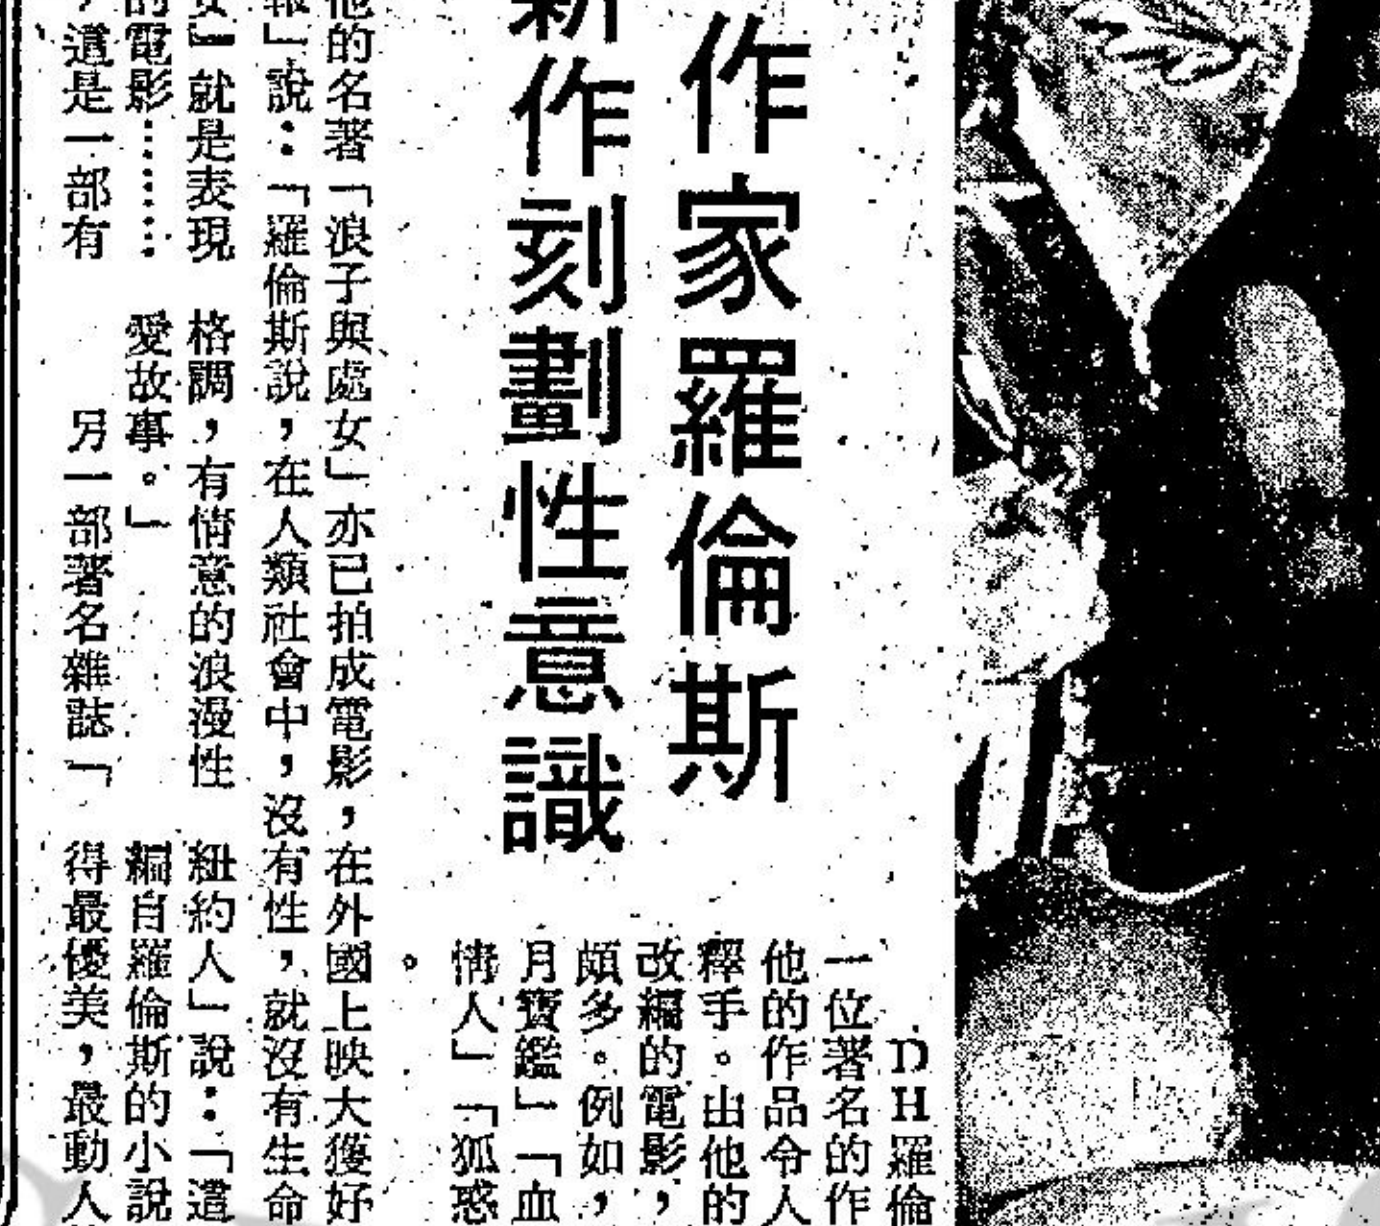 作家羅倫斯
新作刻劃性意識
DH羅倫
一位著名的作
他的作品令人
釋手。由他的
改編的電影，
頗多。例如，
月寶鑑」「血
情人」「狐惑
。
他的名著「浪子與處女」亦已拍成電影，在外國上映大獲好
報」說：「羅倫斯說，在人類社會中，沒有性，就沒有生命
女』就是表現
的電影………
，這是一部有
格調，有情意的浪漫性
愛故事。」
另一部著名雜誌「
紐約人」說：「這
編自羅倫斯的小說
得最優美，最動人